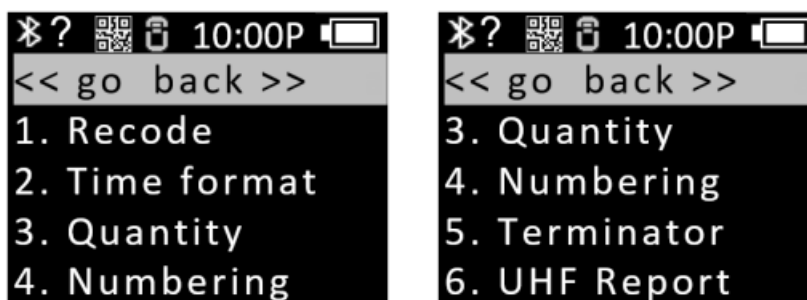 ? 10:00P
<< go back >>
1. Recode
2. Time format
3. Quantity
4. Numbering
? 10:00P
<< go back >>
3. Quantity
4. Numbering
5. Terminator
6. UHF Report